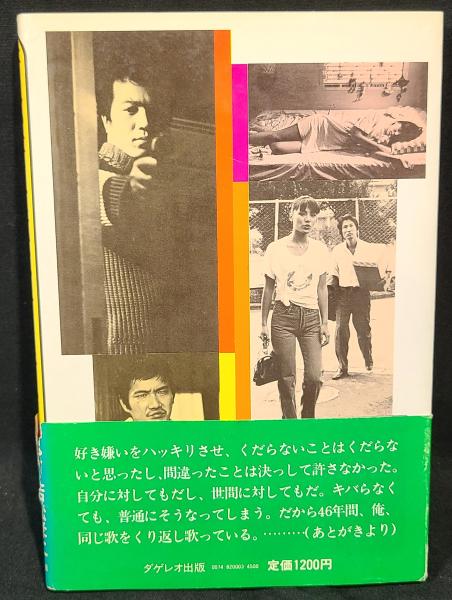 好き嫌いをハッキリさせ、くだらないことはくだらな
いと思ったし、間違ったことは決っして許さなかった。
自分に対してもだし、世間に対してもだ。キバらなく
ても、普通にそうなってしまう。だから46年間、俺、
同じ歌をくり返し歌っている。………(あとがきより)
ダゲレオ出版 0074 820003 4500 定価1200円